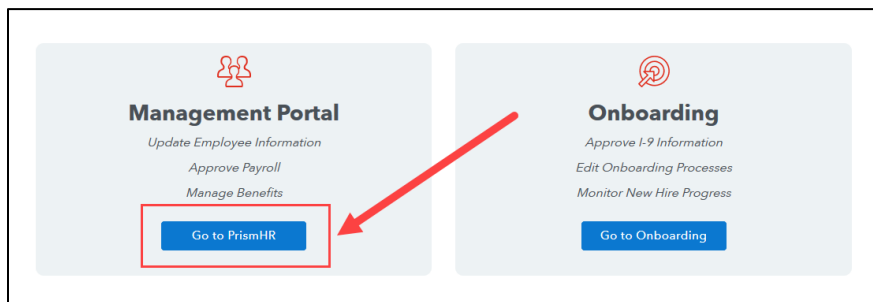 Management Portal
Update Employee Information
Approve Payroll
Manage Benefits
Go to PrismHR
Onboarding
Approve I-9 Information
Edit Onboarding Processes
Monitor New Hire Progress
Go to Onboarding